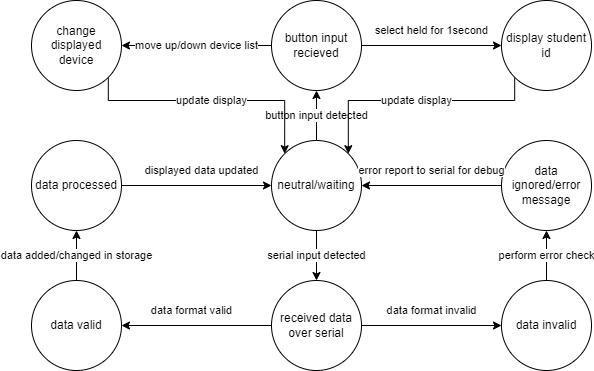 change
displayed
device
move up/down device list
button input
recieved
select held for 1second
display student
id
update display
update display
button input detected
data processed
displayed data updated
neutral/waiting
error report to serial for debug
data
ignored/error
message
data added/changed in storage
serial input detected
perform error check
data valid
data format valid
received data
over serial
data format invalid
data invalid